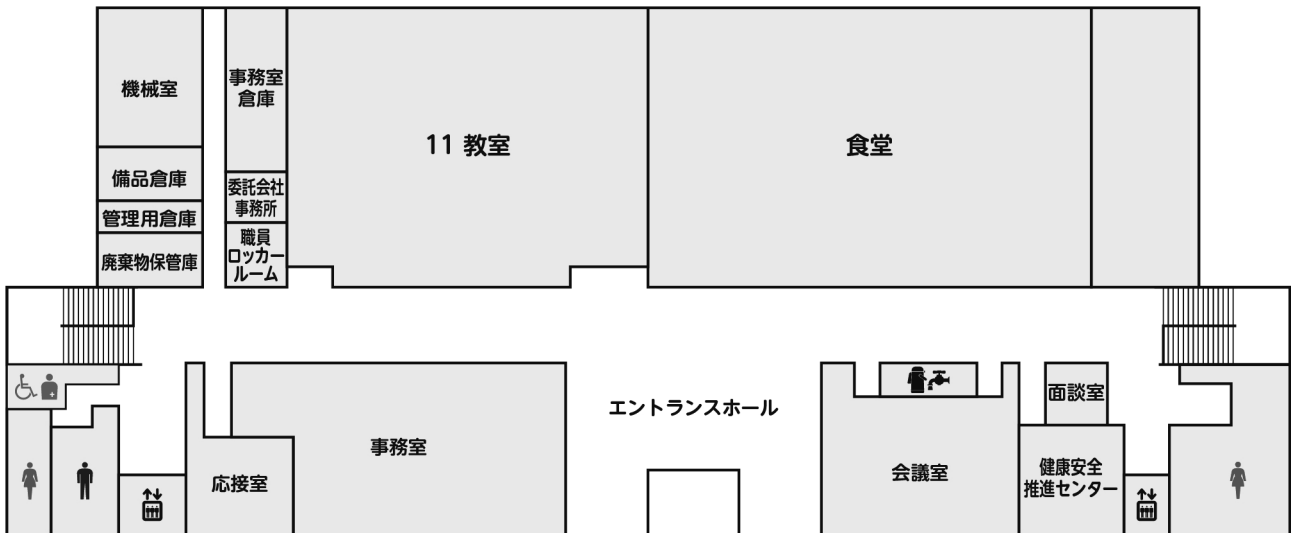 機械室
事務室
倉庫
11 教室
食堂
備品倉庫
委託会社
事務所
管理用倉庫
職員
ロッカー
ルーム
廃棄物保管庫
エントランスホール
面談室
事務室
応接室
会議室
健康安全
推進センター